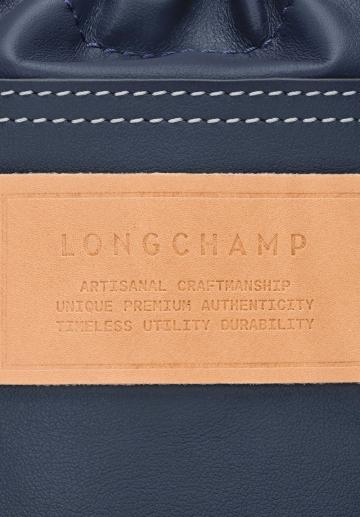 LONGCHAMP
ARTISANAL CRAFTMANSHIP
UNIQUE PREMIUM AUTHENTICITY
TIMELESS UTILITY DURABILITY